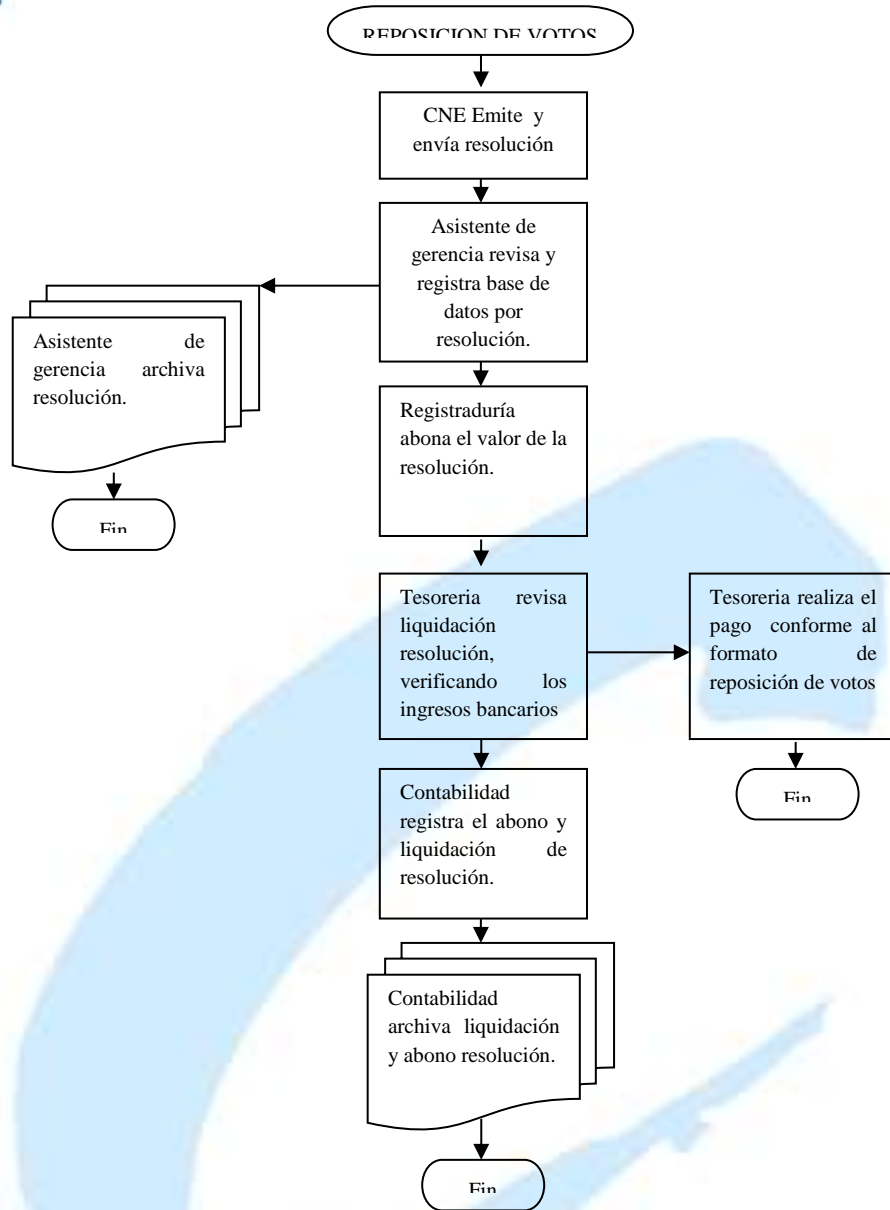 REPOSICION DE VOTOS
CNE Emite y
envía resolución
Asistente de
gerencia revisa y
registra base de
datos por
resolución.
Asistente de
gerencia archiva
resolución.
Fin
Registraduría
abona el valor de la
resolución.
Tesoreria revisa
liquidación
resolución,
verificando los
ingresos bancarios
Tesoreria realiza el
pago conforme al
formato de
reposición de votos
Fin
Contabilidad
registra el abono y
liquidación de
resolución.
Contabilidad
archiva liquidación
y abono resolución.
Fin